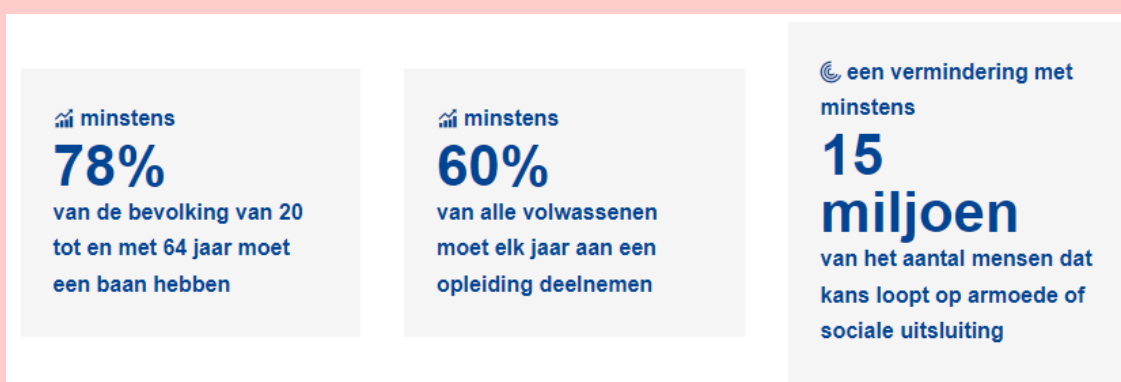 minstens
78%
van de bevolking van 20
tot en met 64 jaar moet
een baan hebben
minstens
60%
van alle volwassenen
moet elk jaar aan een
opleiding deelnemen
een vermindering met
minstens
15
miljoen
van het aantal mensen dat
kans loopt op armoede of
sociale uitsluiting